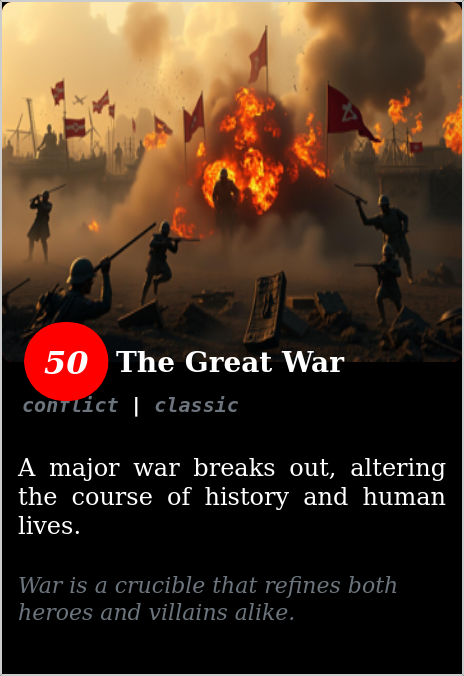 50 The Great War
conflict | classic
A major war breaks out, altering
the course of history and human
lives.
War is a crucible that refines both
heroes and villains alike.